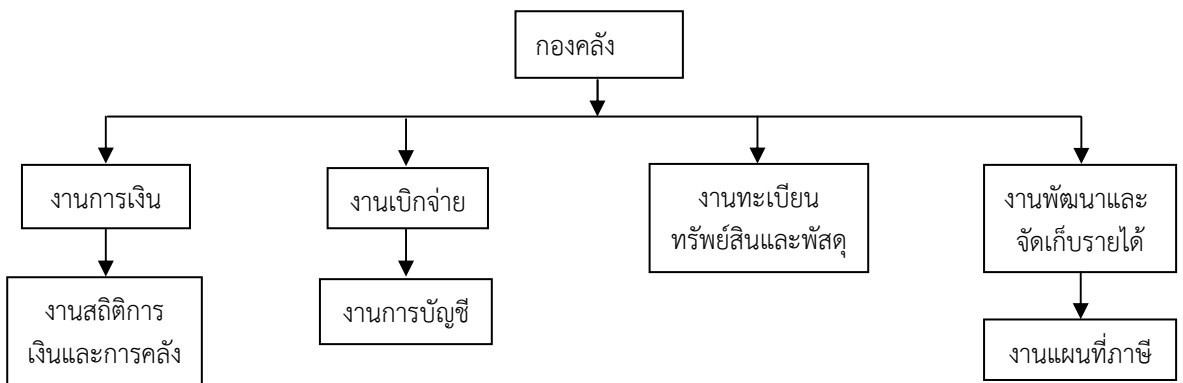 กองคลัง
งานการเงิน
งานเบิกจ่าย
งานทะเบียน
ทรัพย์สินและพัสดุ
งานพัฒนาและ
จัดเก็บรายได้
งานสถิติการ
เงินและการคลัง
งานการบัญชี
งานแผนที่ภาษี